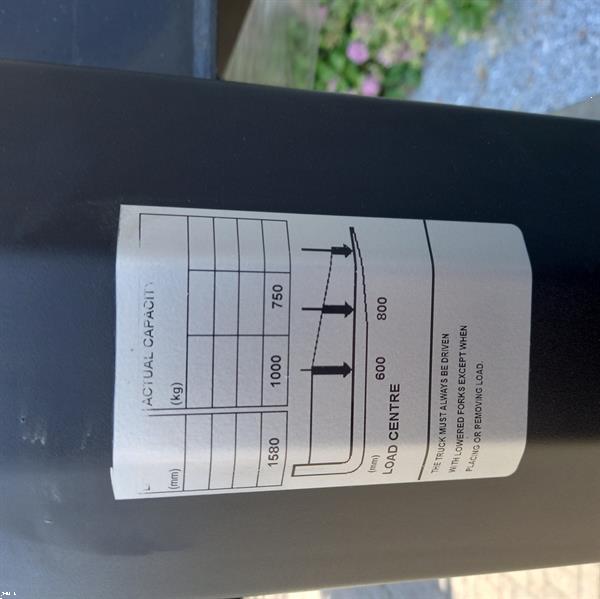 ACTUAL CAPACITY
(mm) (kg)
1580 1000 750
600 800
(mm)
LOAD CENTRE
THE TRUCK MUST ALWAYS BE DRIVEN
WITH LOWERED FORKS EXCEPT WHEN
PLACING OR REMOVING LOAD.